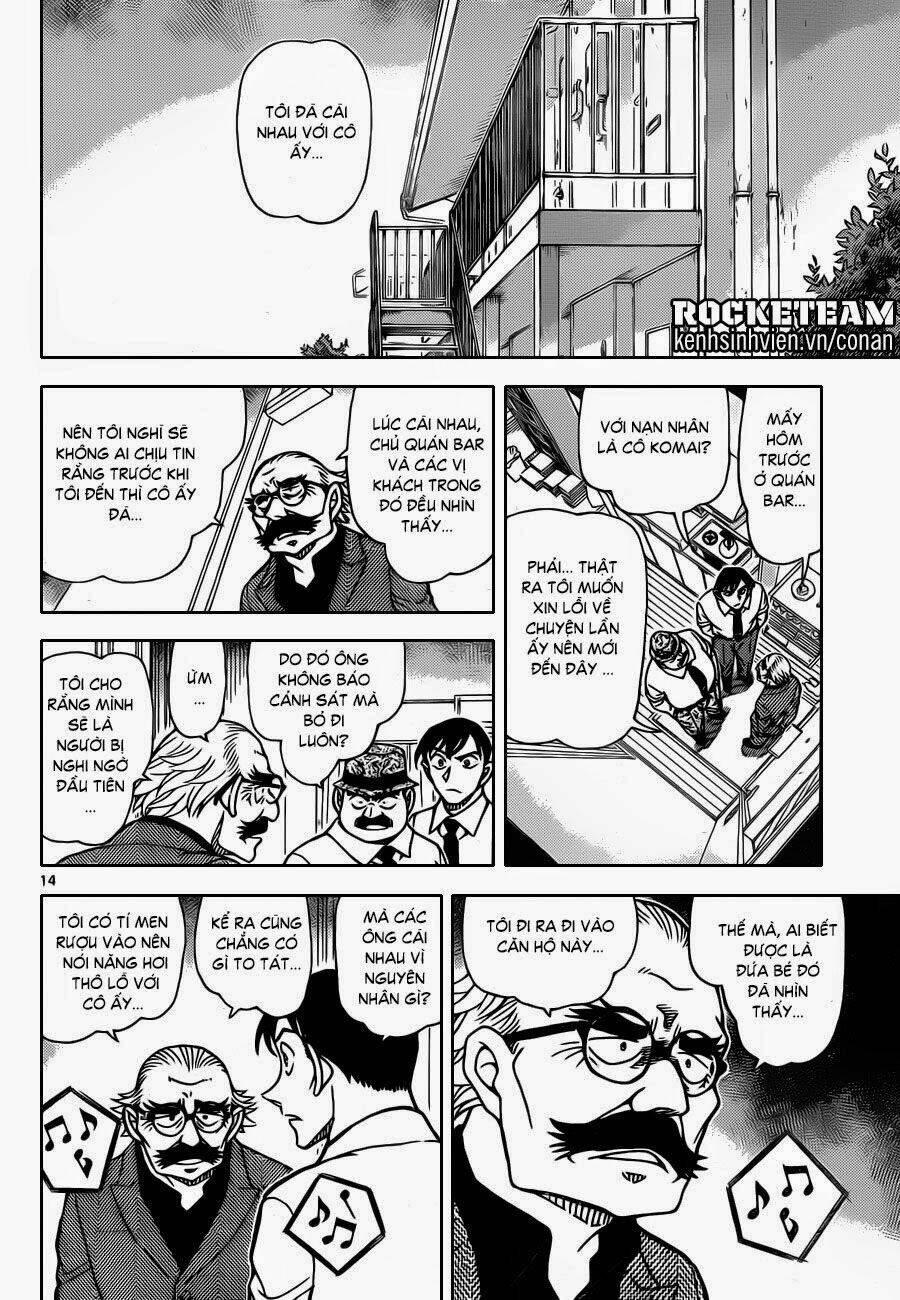 TÔI ĐÃ CÃI
NHAU VỚI CÔ
ẤY...
ROCKETEAM
kenhsinhvien.vn/conan
MẤY
HÔM
TRƯỚC
Ở QUÁN
BAR...
VỚI NẠN NHÂN
LÀ CÔ KOMAI?
PHẢI... THẬT
RA TÔI MUỐN
XIN LỖI VỀ
CHUYỆN LẦN
ẤY NÊN MỚI
ĐẾN ĐÂY ...
LÚC CÃI NHAU,
CHỦ QUÁN BAR
VÀ CÁC VỊ
KHÁCH TRONG
ĐÓ ĐỀU NHÌN
THẤY...
NÊN TÔI NGHĨ SẼ
KHÔNG AI CHỊU TIN
RẰNG TRƯỚC KHI
TÔI ĐẾN THÌ CÔ ẤY
ĐÃ...
DO ĐÓ ÔNG
KHÔNG BÁO
CẢNH SÁT MÀ
BỎ ĐI
LUÔN?
ỪM
...
TÔI CHO
RẰNG MÌNH
SẼ LÀ
NGƯỜI BỊ
NGHI NGỜ
ĐẦU TIÊN
...
14
THẾ MÀ, AI BIẾT
ĐƯỢC LÀ
ĐỨA BÉ ĐÓ
ĐÃ NHÌN
THẤY...
TÔI ĐI RA ĐI VÀO
CĂN HỘ NÀY...
MÀ CÁC
ÔNG CÃI
NHAU VÌ
NGUYÊN
NHÂN GÌ?
KỂ RA CŨNG
CHẲNG CÓ
GÌ TO TÁT...
TÔI CÓ TÍ MEN
RƯỢU VÀO NÊN
NÓI NĂNG HƠI
THÔ LỖ VỚI
CÔ ẤY...